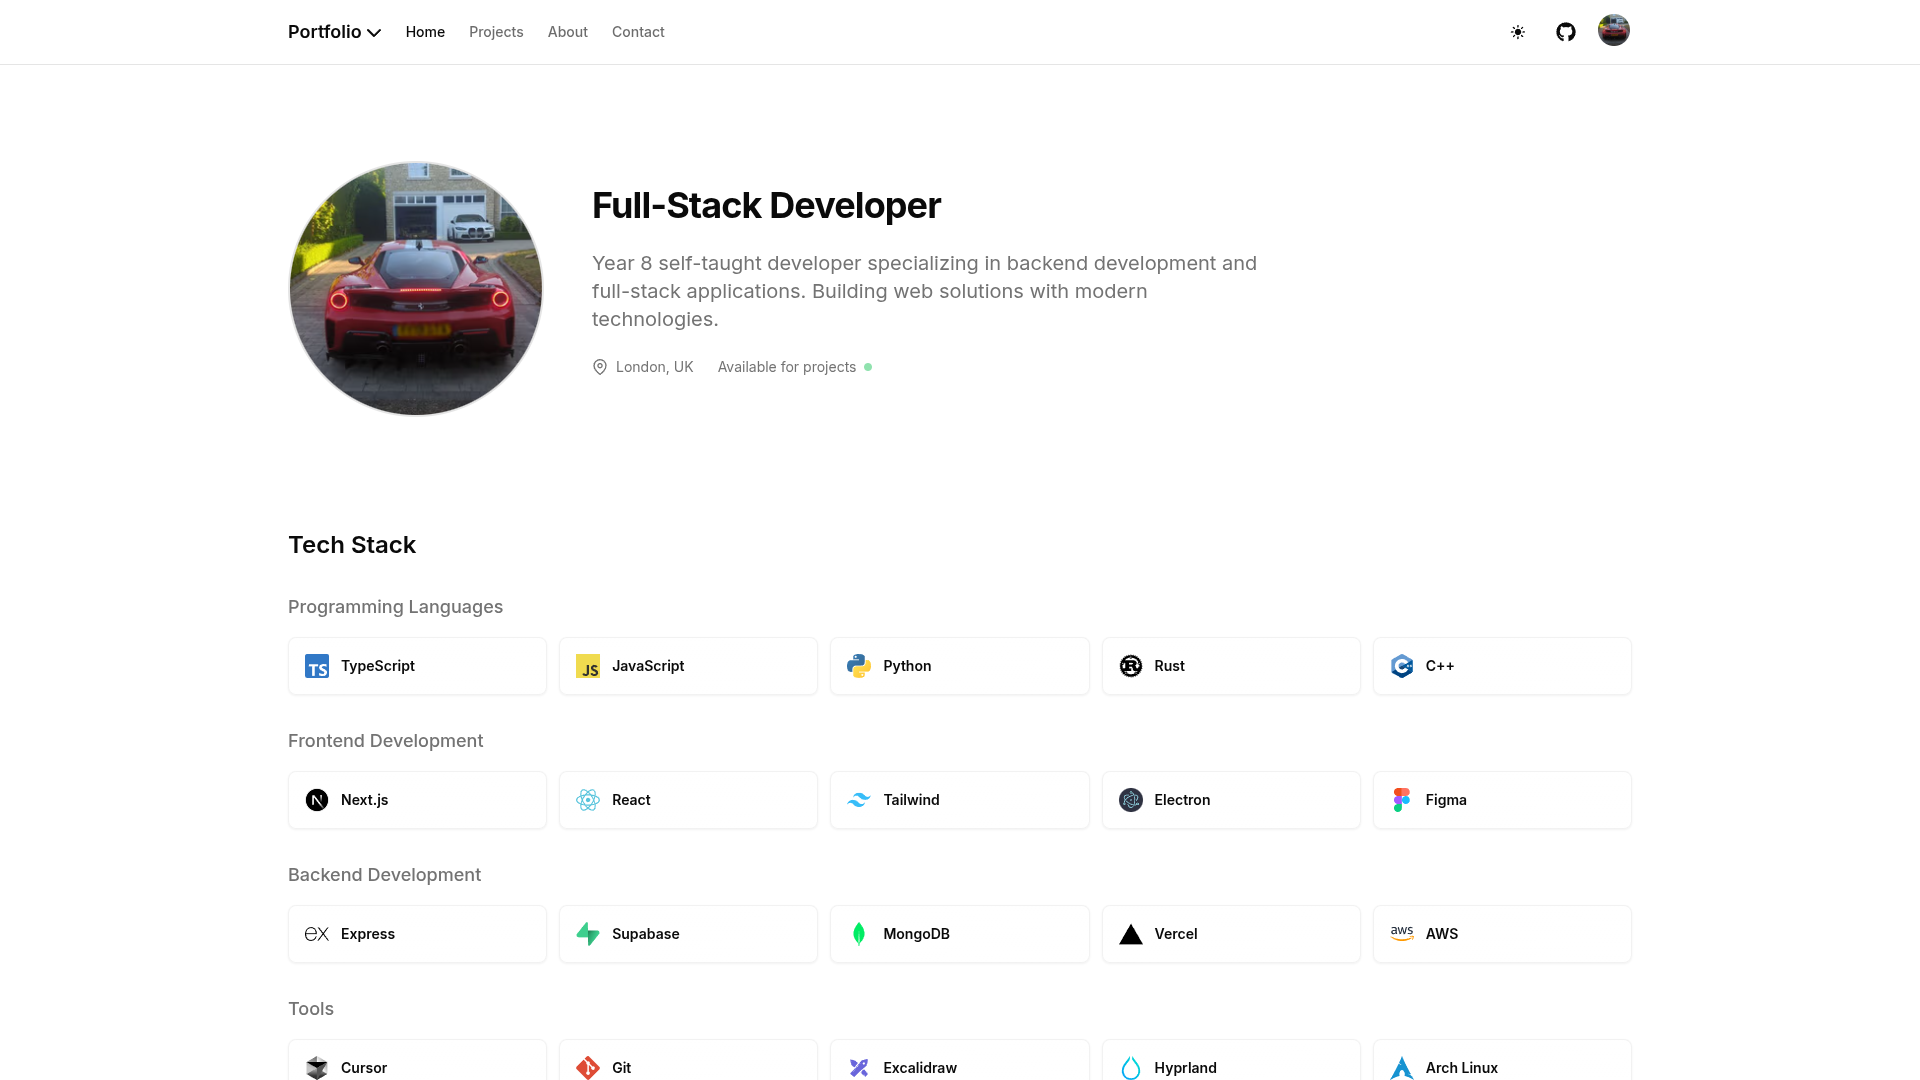 Portfolio Home Projects About Contact
Full-Stack Developer
Year 8 self-taught developer specializing in backend development and
full-stack applications. Building web solutions with modern
technologies.
London, UK Available for projects
Tech Stack
Programming Languages
TS TypeScript JS JavaScript Python R Rust C C++
Frontend Development
N Next.js React Tailwind Electron Figma
Backend Development
ex Express Supabase MongoDB Vercel aws AWS
Tools
Cursor Git Excalidraw Hyprland Arch Linux